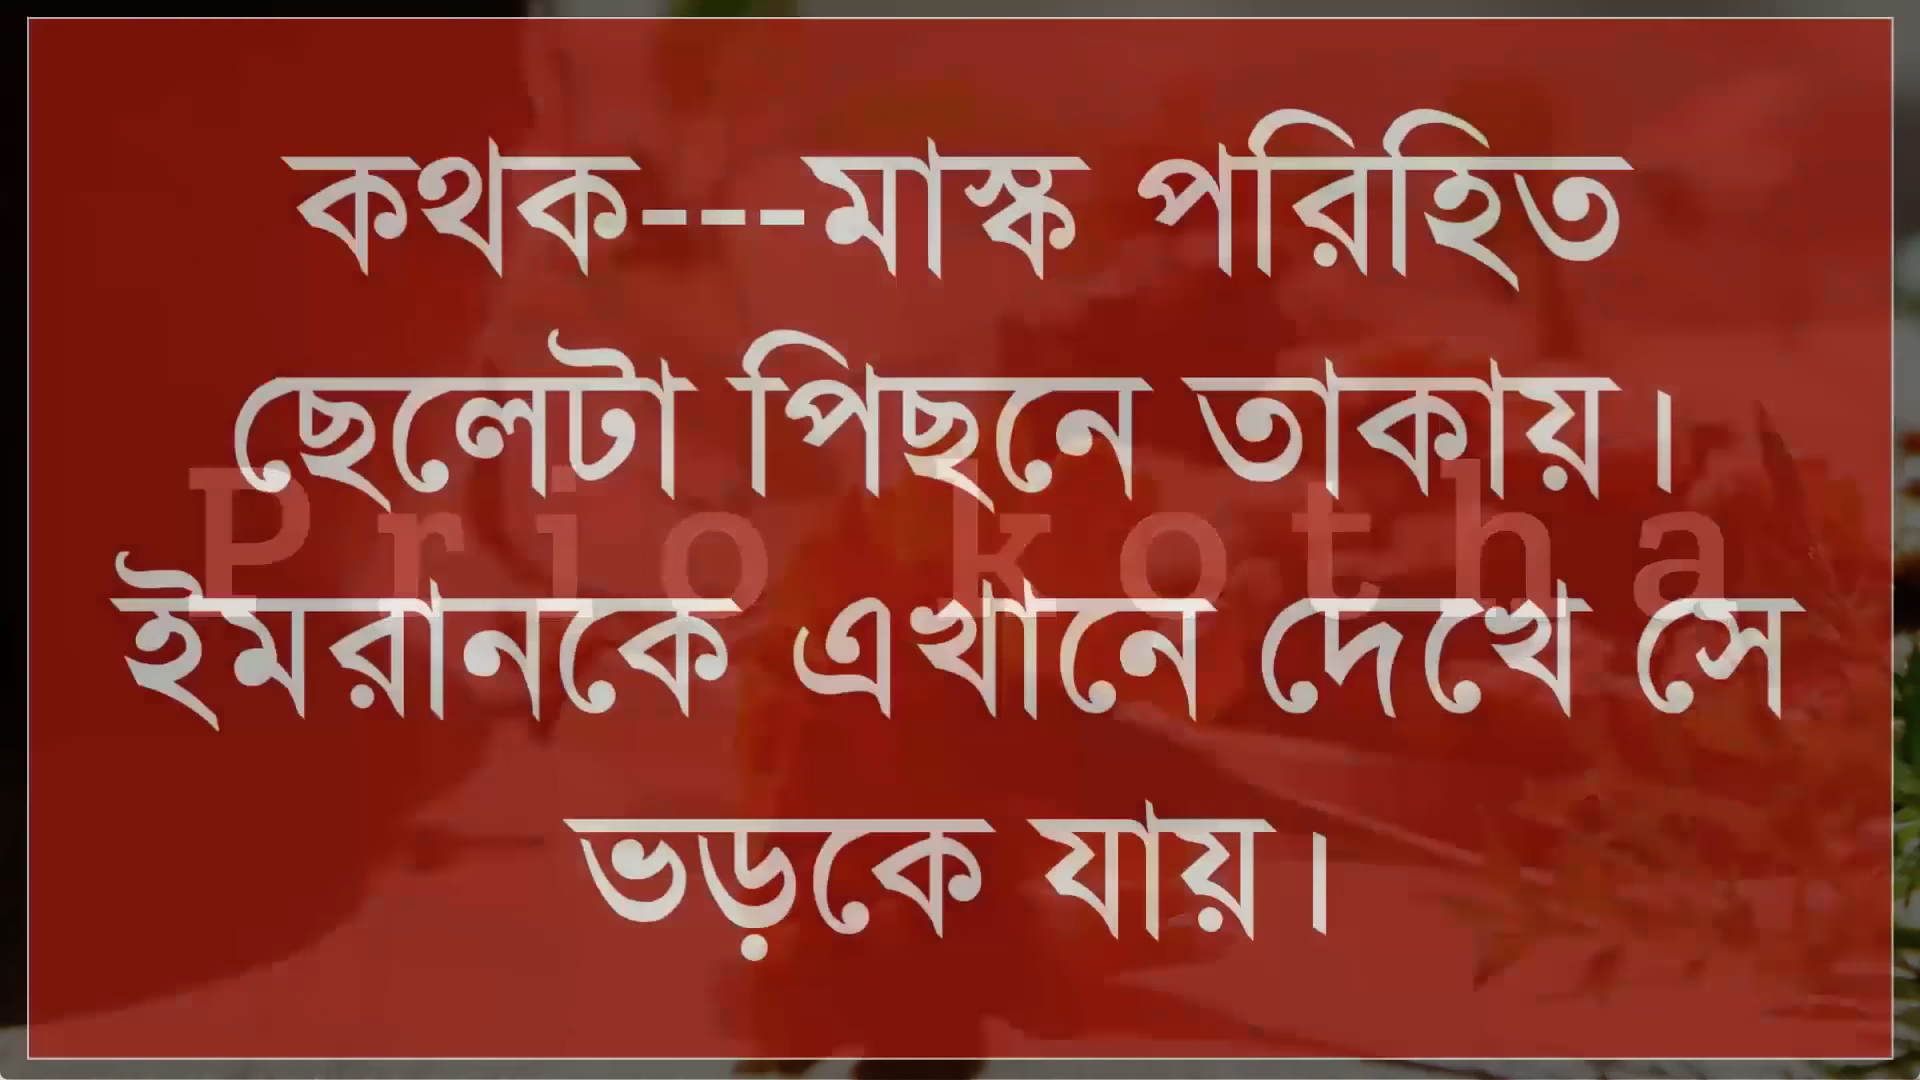 কথক---মাস্ক পরিহিত
ছেলেটা পিছনে তাকায়।
Prio kotha
ইমরানকে এখানে দেখে সে
ভড়কে যায়।